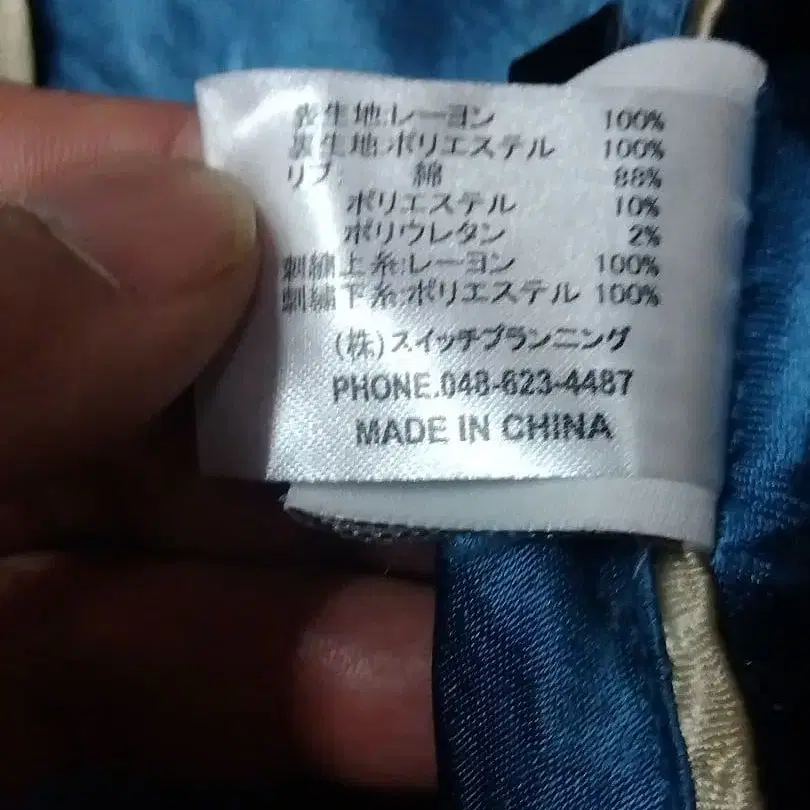 表生地:レーヨン 100%
裏生地:ポリエステル 100%
リブ: 綿 88%
ポリエステル 10%
ポリウレタン 2%
刺繍上糸:レーヨン 100%
刺繍下糸:ポリエステル 100%
(株)スイッチプランニング
PHONE.048-623-4487
MADE IN CHINA